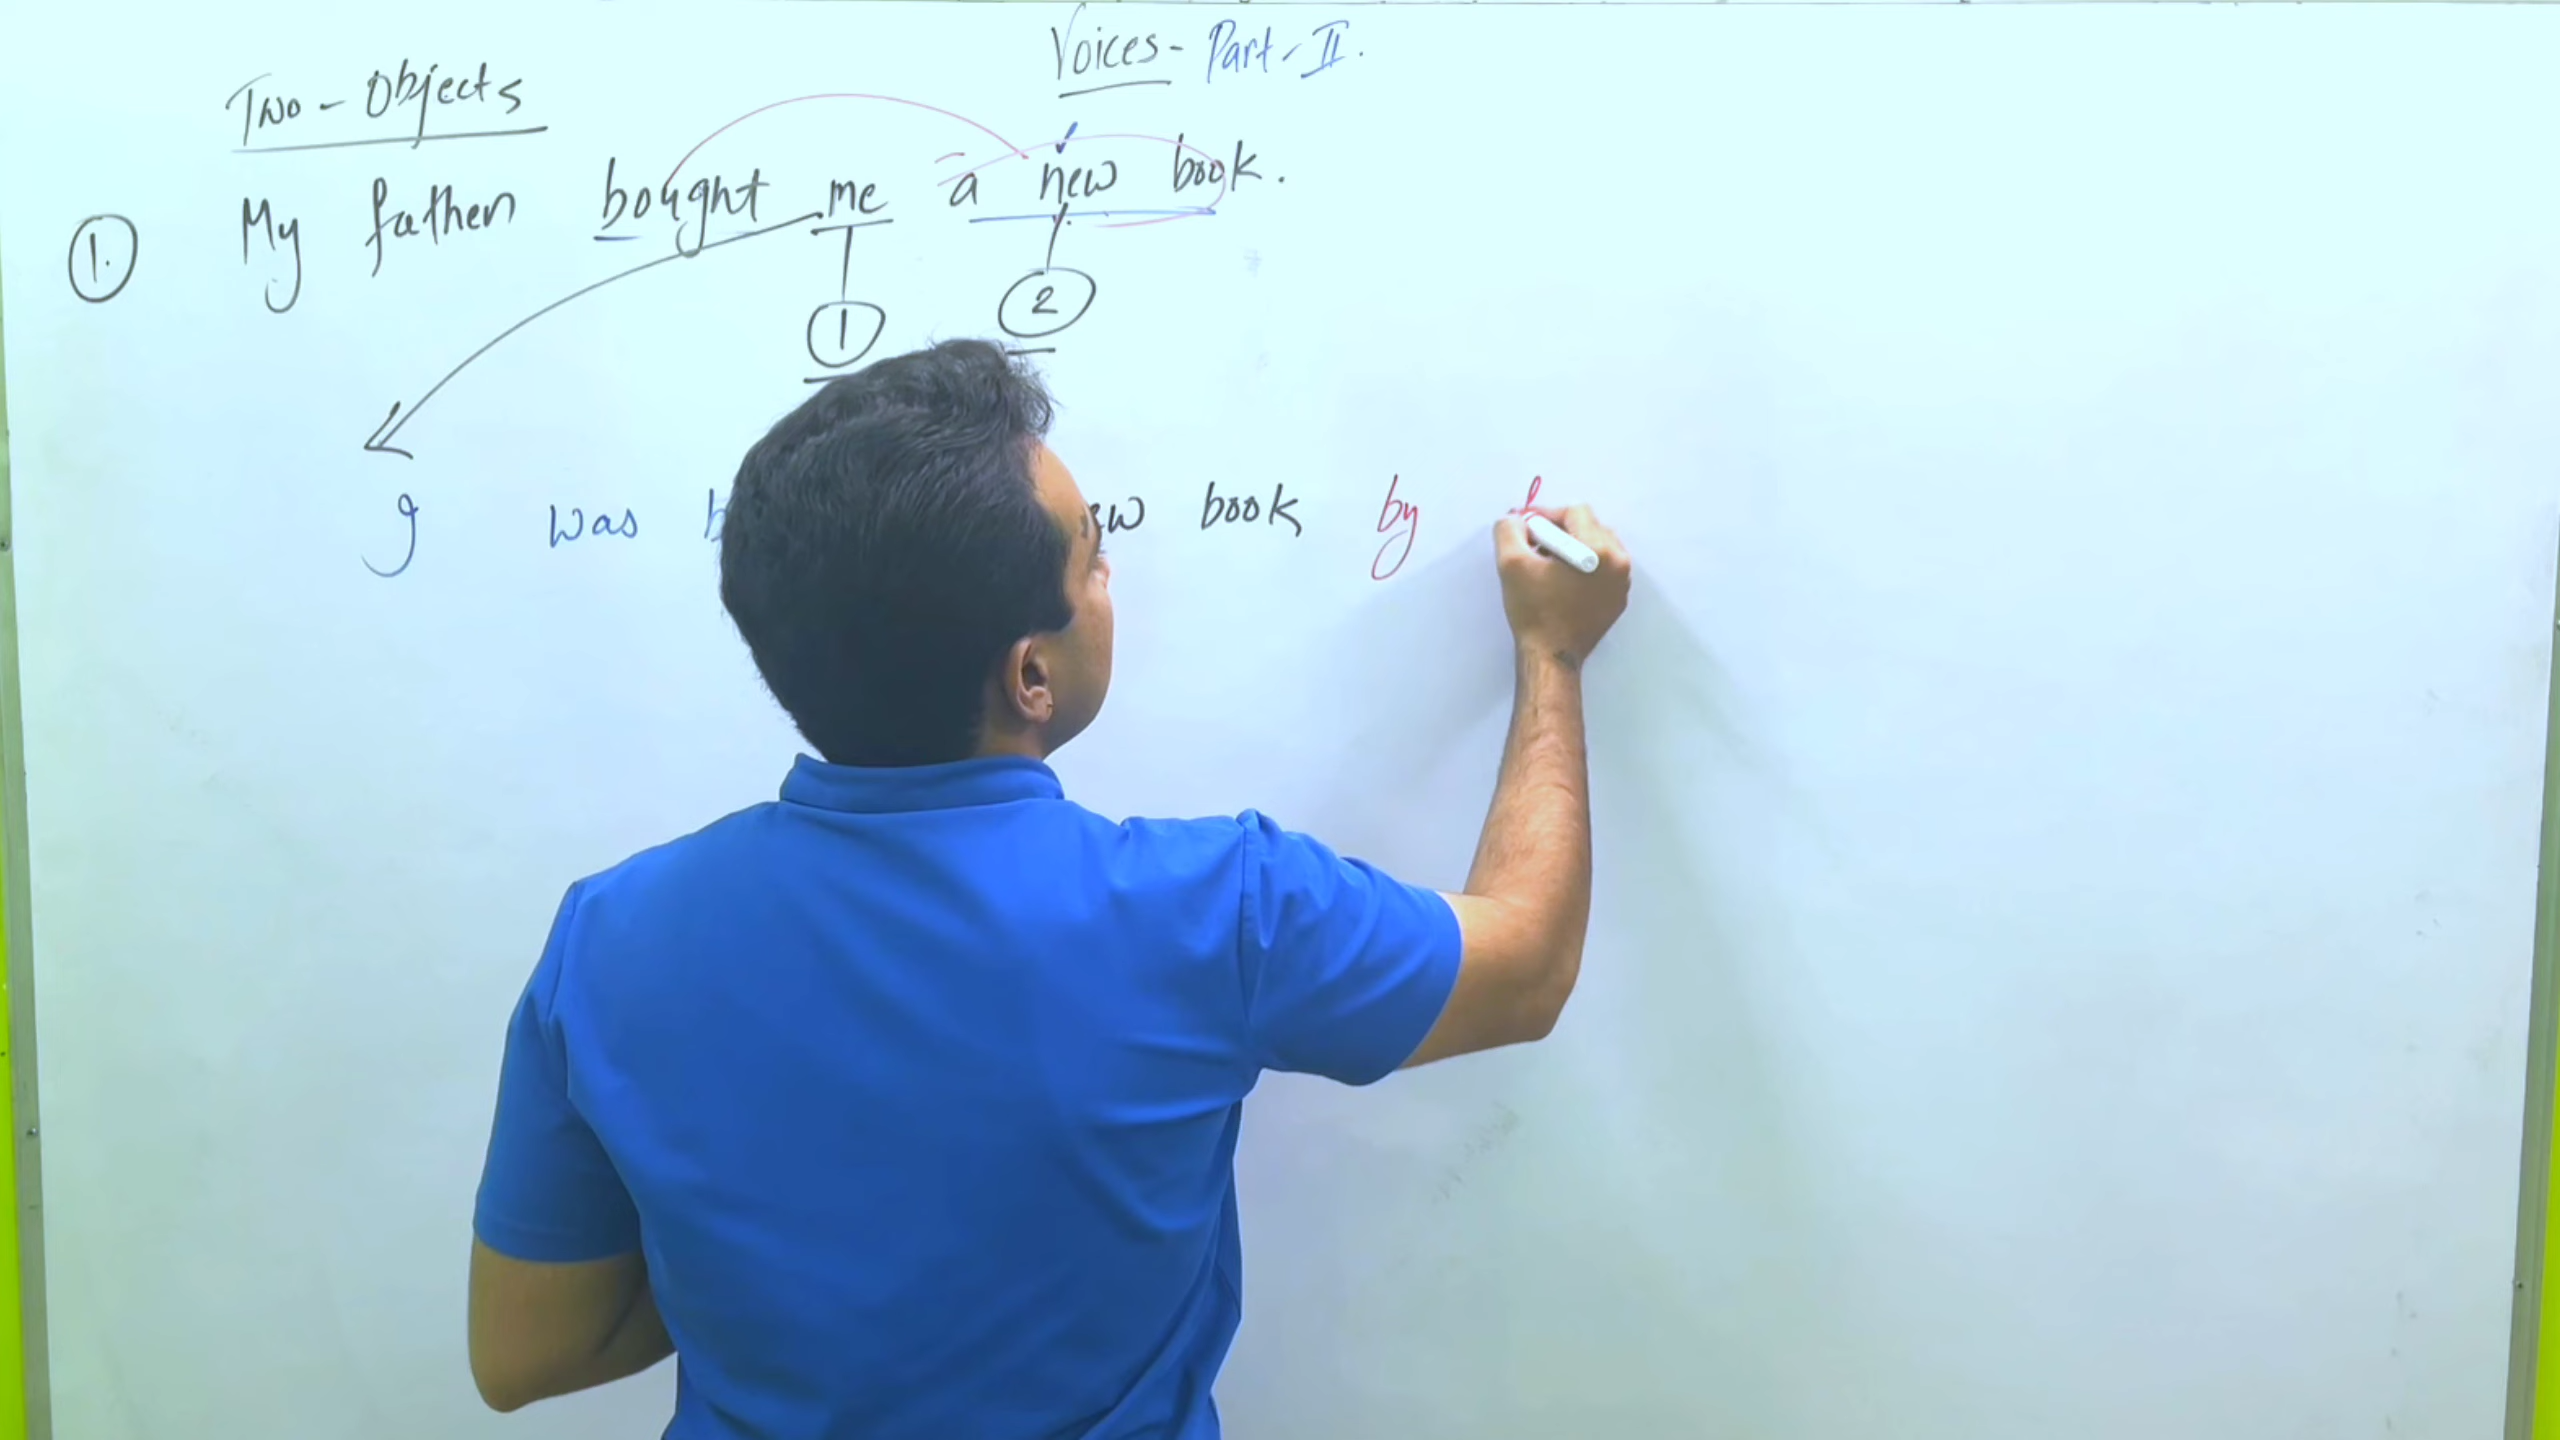 Voices - Part - II.
Two - Objects
1. My father bought me a new book.
1 2
I was book by